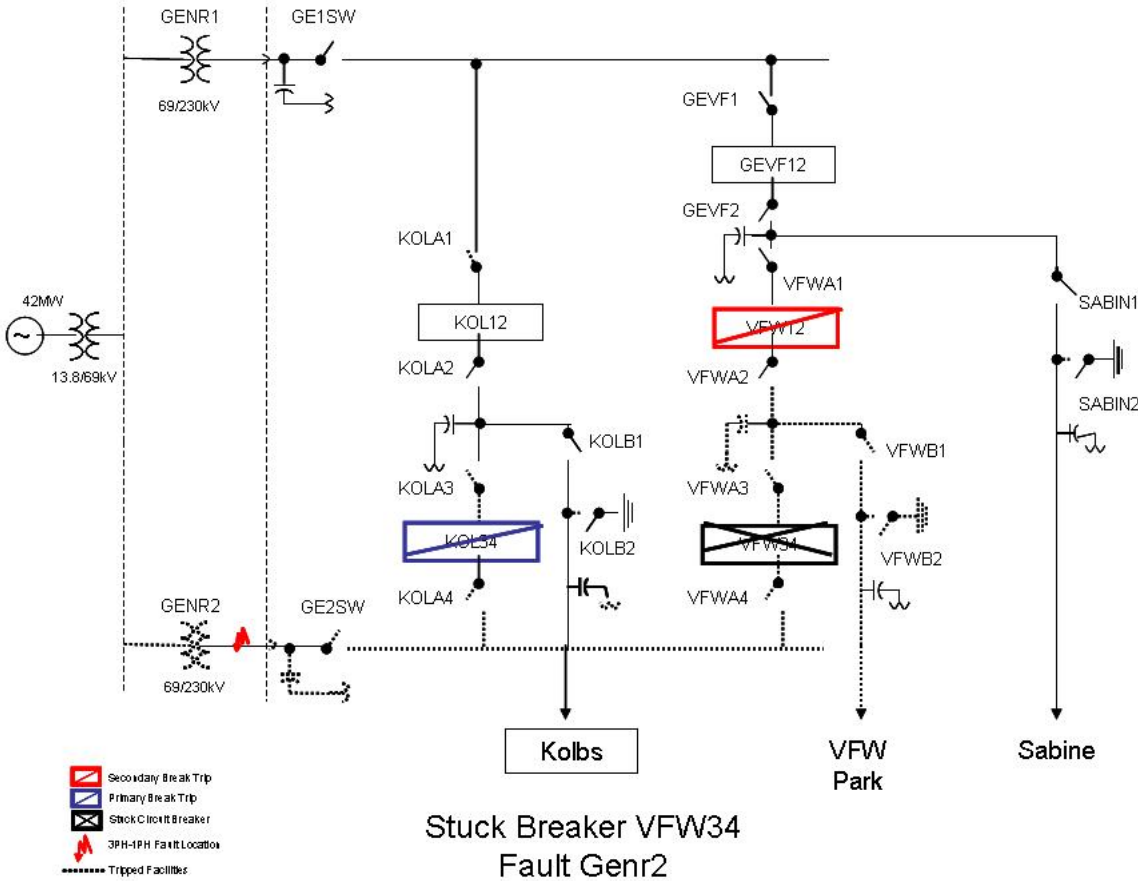 GENR1
GE1SW
69/230kV
GEVF1
GEVF12
GEVF2
KOLA1
VFWA1
SABIN1
42MW
~
KOL12
VFW12
13.8/69kV
KOLA2
VFWA2
SABIN2
KOLB1
VFWB1
KOLA3
VFWA3
KOL34
KOLB2
VFW34
VFWB2
GENR2
GE2SW
KOLA4
VFWA4
69/230kV
Kolbs
VFW
Park
Sabine
Secondary Break Trip
Primary Break Trip
Stuck Circuit Breaker
3PH-1PH Fault Location
Tripped Facilities
Stuck Breaker VFW34
Fault Genr2